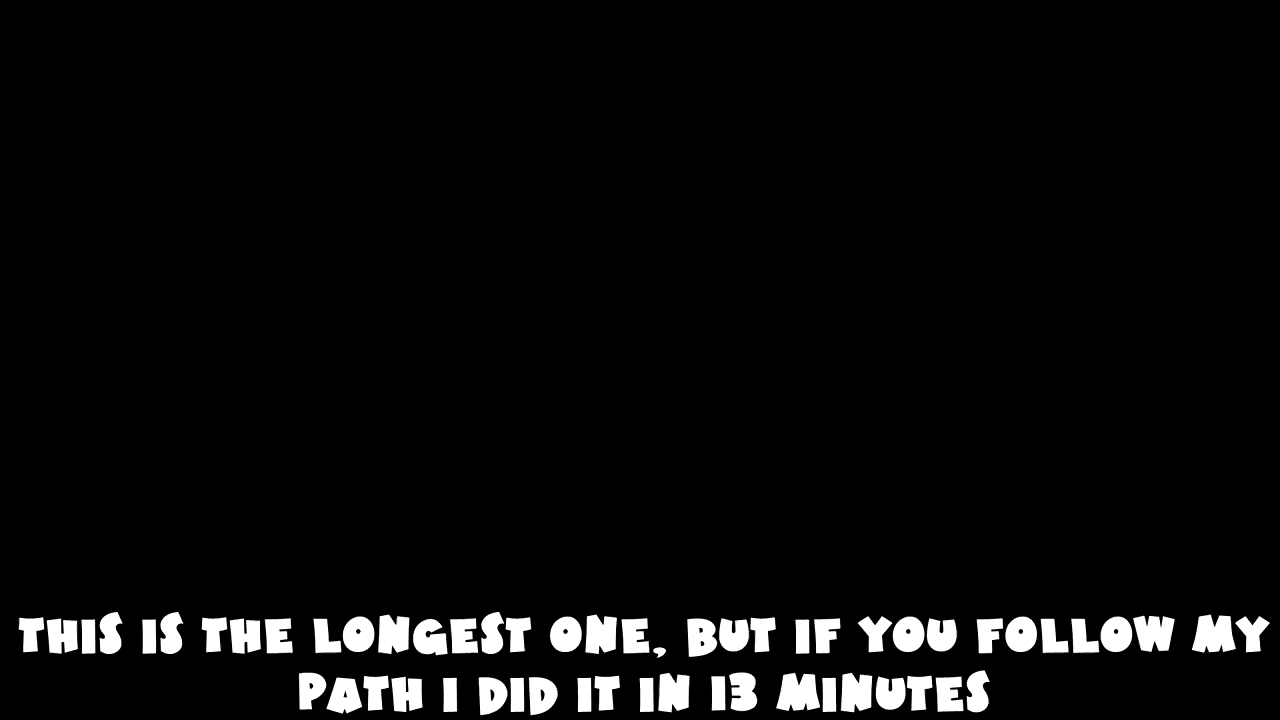 THIS IS THE LONGEST ONE, BUT IF YOU FOLLOW MY
PATH I DID IT IN 13 MINUTES